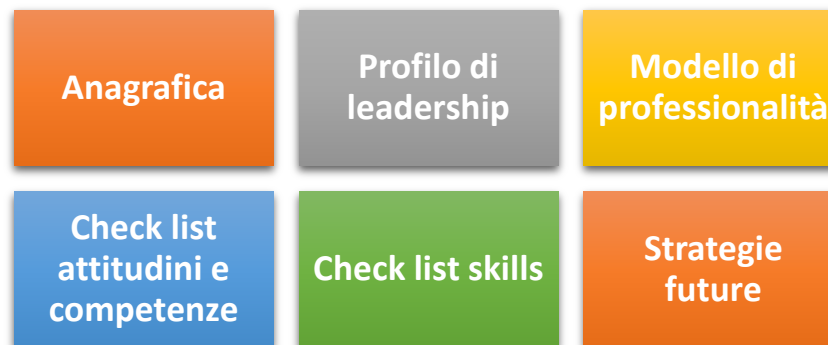 Anagrafica
Profilo di
leadership
Modello di
professionalità
Check list
attitudini e
competenze
Check list skills
Strategie
future